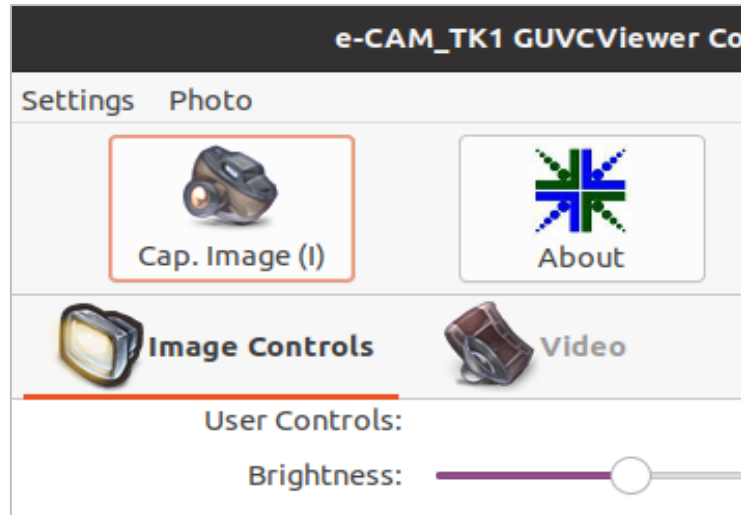 e-CAM_TK1 GUVCViewer Co
Settings Photo
Cap. Image (I) About
Image Controls Video
User Controls:
Brightness: